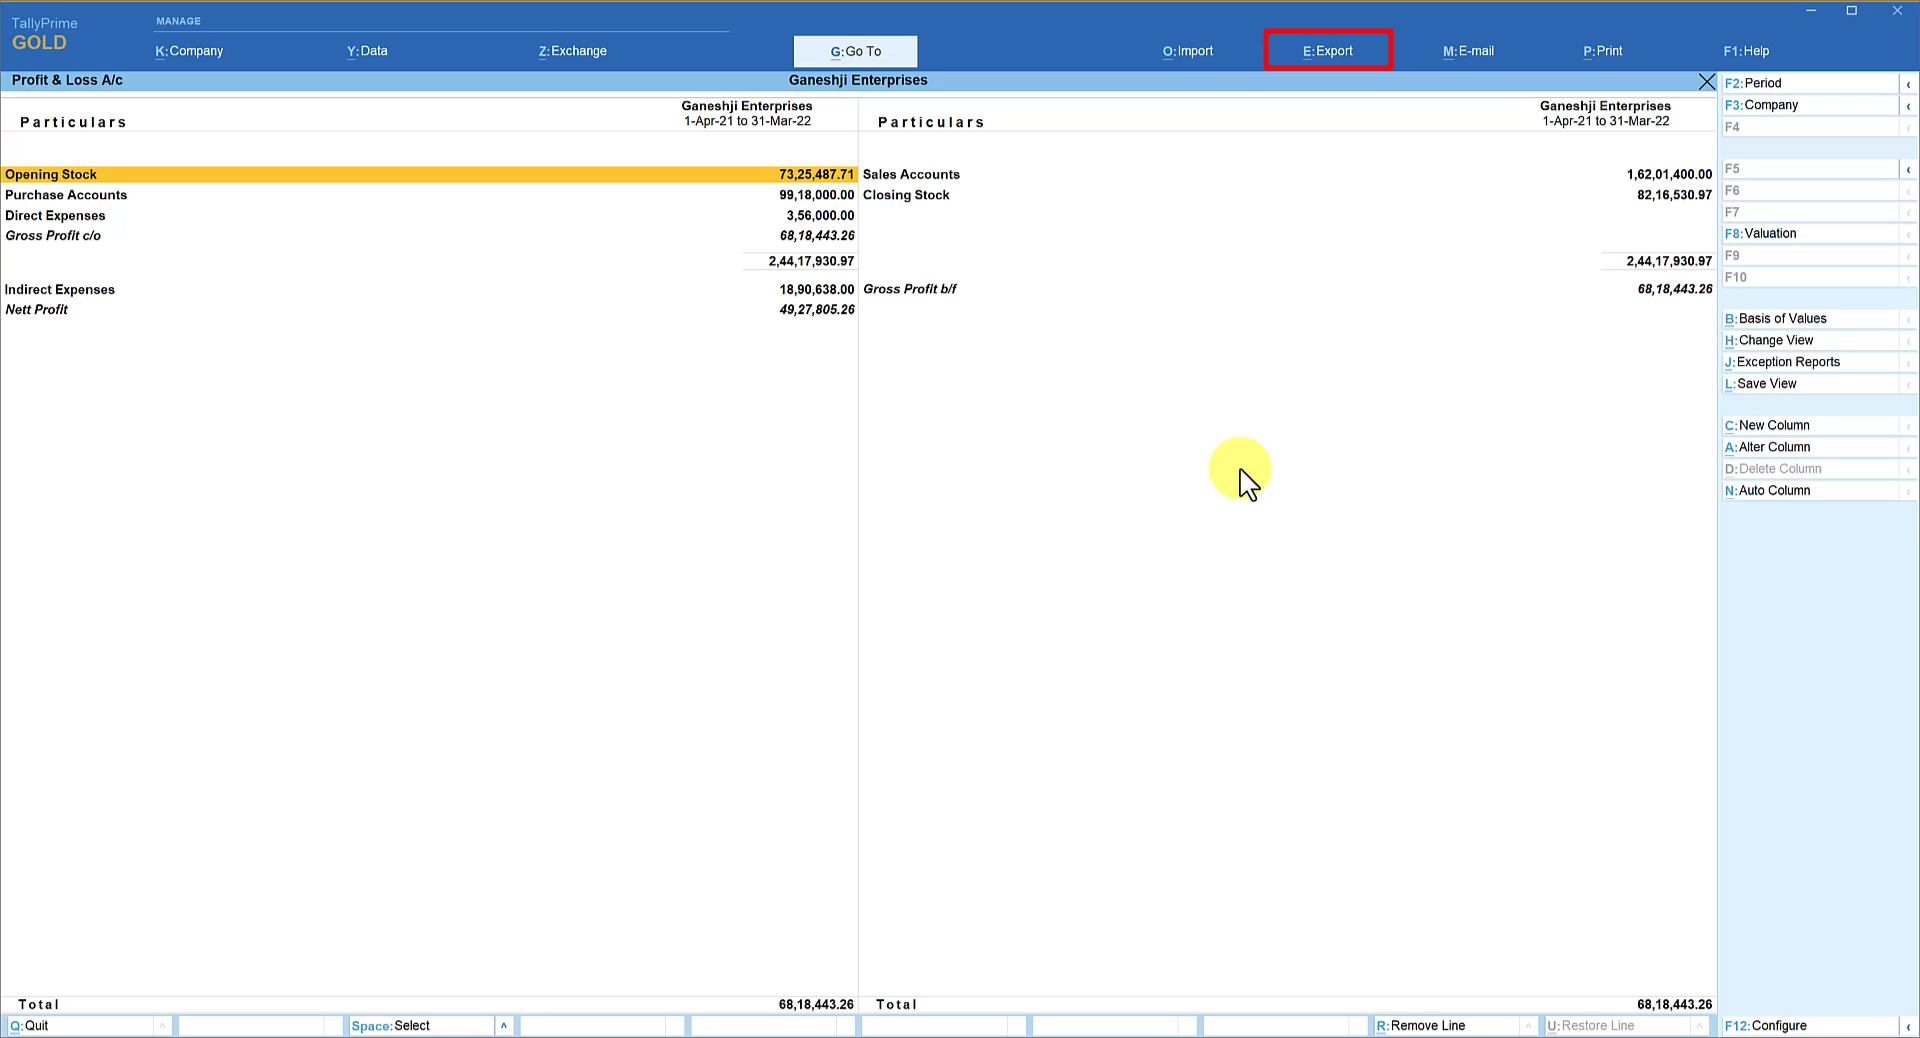 TallyPrime
GOLD
MANAGE
K:Company Y:Data Z:Exchange G:Go To O:Import E:Export M:E-mail P:Print F1:Help
Profit & Loss A/c Ganeshji Enterprises
Particulars Ganeshji Enterprises 1-Apr-21 to 31-Mar-22 Particulars Ganeshji Enterprises 1-Apr-21 to 31-Mar-22
Opening Stock 73,25,487.71 Sales Accounts 1,62,01,400.00
Purchase Accounts 99,18,000.00 Closing Stock 82,16,530.97
Direct Expenses 3,56,000.00
Gross Profit c/o 68,18,443.26
2,44,17,930.97 2,44,17,930.97
Indirect Expenses 18,90,638.00 Gross Profit b/f 68,18,443.26
Nett Profit 49,27,805.26
Total 68,18,443.26 Total 68,18,443.26
F2:Period
F3:Company
F4
F5
F6
F7
F8:Valuation
F9
F10
B:Basis of Values
H:Change View
J:Exception Reports
L:Save View
C:New Column
A:Alter Column
D:Delete Column
N:Auto Column
Q:Quit Space:Select R:Remove Line U:Restore Line F12:Configure